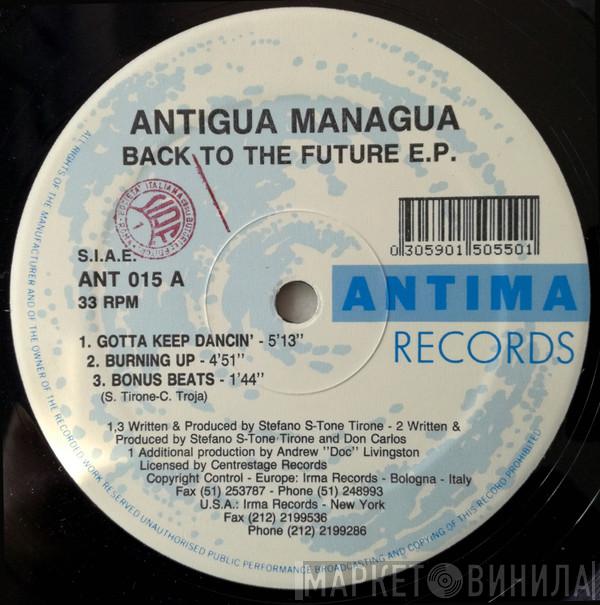 ANTIGUA MANAGUA
BACK TO THE FUTURE E.P.
S.I.A.E.
ANT 015 A
33 RPM
0 305901 505501
ANTIMA
RECORDS
1. GOTTA KEEP DANCIN' - 5'13''
2. BURNING UP - 4'51''
3. BONUS BEATS - 1'44''
(S. Tirone-C. Troja)
1,3 Written & Produced by Stefano S-Tone Tirone - 2 Written &
Produced by Stefano S-Tone Tirone and Don Carlos
1 Additional production by Andrew ''Doc'' Livingston
Licensed by Centrestage Records
Copyright Control - Europe: Irma Records - Bologna - Italy
Fax (51) 253787 - Phone (51) 248993
U.S.A.: Irma Records - New York
Fax (212) 2199536
Phone (212) 2199286
ALL RIGHTS OF THE MANUFACTURER AND OF THE OWNER OF THE RECORDED WORK RESERVED UNAUTHORISED PUBLIC PERFORMANCE BROADCASTING AND COPYING OF THIS RECORD PROHIBITED
МАРКЕТ ВИНИЛА